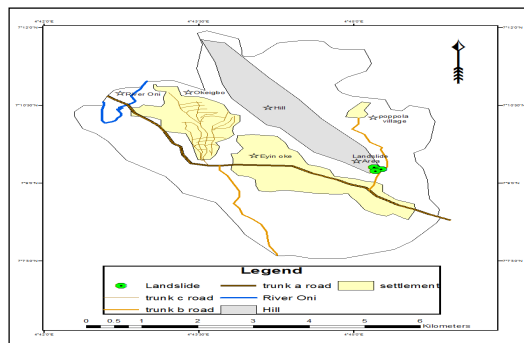 River Oni
Okegbo
Hill
poppola
village
Landslide
Area
Eyin oke
Legend
Landslide
trunk a road
settlement
trunk c road
River Oni
trunk b road
Hill
0 0.5 1 2 3 4 5 6
Kilometers